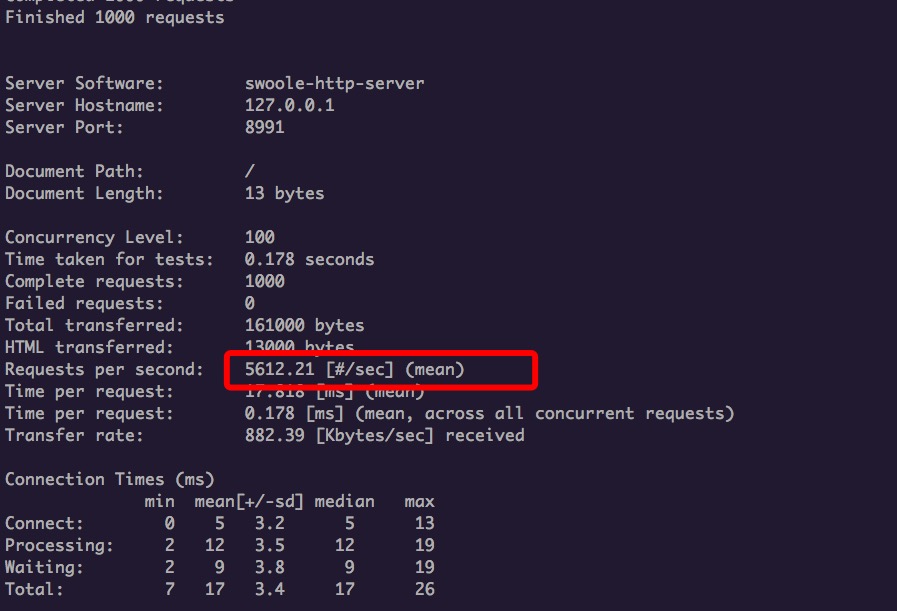 Finished 1000 requests
Server Software: swoole-http-server
Server Hostname: 127.0.0.1
Server Port: 8991
Document Path: /
Document Length: 13 bytes
Concurrency Level: 100
Time taken for tests: 0.178 seconds
Complete requests: 1000
Failed requests: 0
Total transferred: 161000 bytes
HTML transferred: 13000 bytes
Requests per second: 5612.21 [#/sec] (mean)
Time per request: 17.818 [ms] (mean)
Time per request: 0.178 [ms] (mean, across all concurrent requests)
Transfer rate: 882.39 [Kbytes/sec] received
Connection Times (ms)
min mean[+/-sd] median max
Connect: 0 5 3.2 5 13
Processing: 2 12 3.5 12 19
Waiting: 2 9 3.8 9 19
Total: 7 17 3.4 17 26